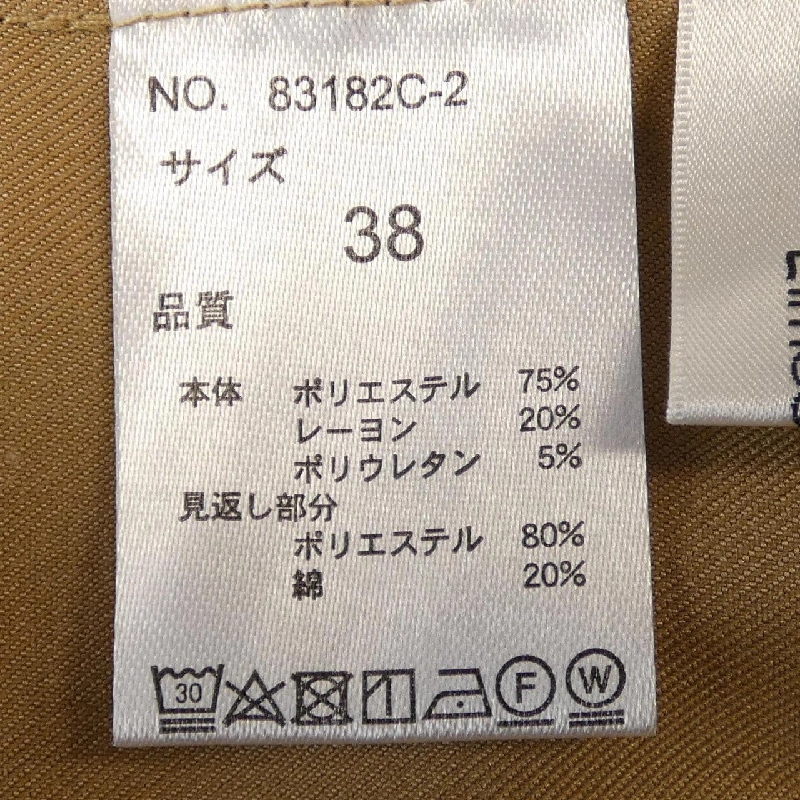 NO. 83182C-2
サイズ
38
品質
本体 ポリエステル 75%
レーヨン 20%
ポリウレタン 5%
見返し部分
ポリエステル 80%
綿 20%
30
F
W